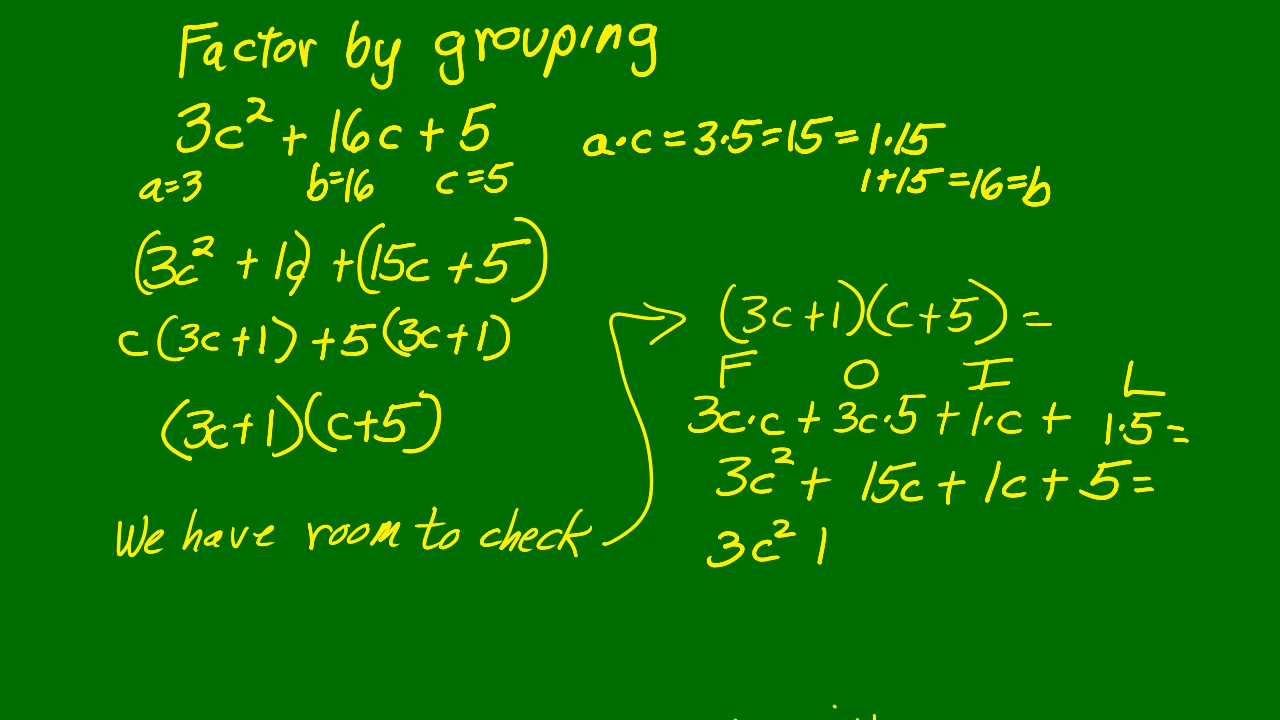 Factor by grouping
3c² + 16c + 5
a=3 b=16 c=5
a·c = 3·5=15 = 1·15
1+15 =16=b
(3c² + 1c) +(15c +5)
c(3c+1) +5(3c+1)
(3c+1)(c+5)
We have room to check
(3c+1)(c+5) =
F O I L
3c·c + 3c·5 + 1·c + 1·5 =
3c² + 15c + 1c + 5 =
3c² 1